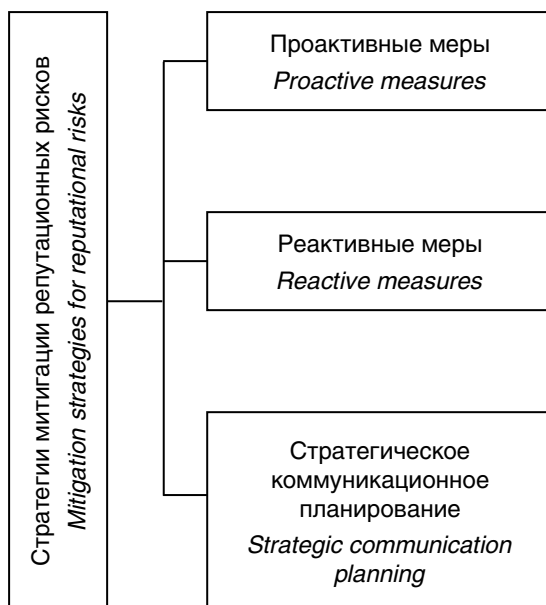 Стратегии митигации репутационных рисков
Mitigation strategies for reputational risks
Проактивные меры
Proactive measures
Реактивные меры
Reactive measures
Стратегическое
коммуникационное
планирование
Strategic communication
planning